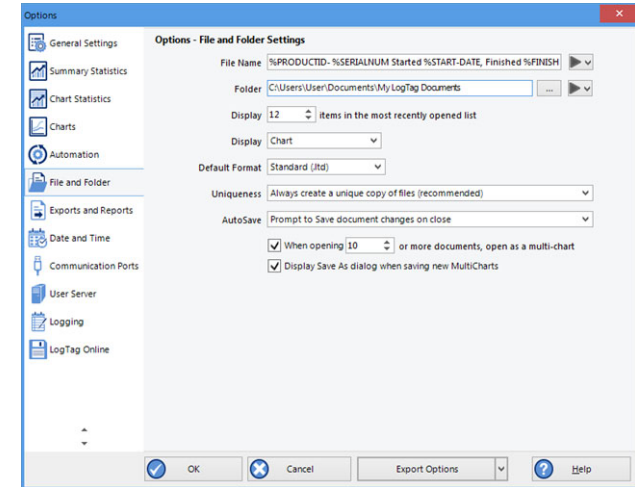 Options
General Settings
Summary Statistics
Chart Statistics
Charts
Automation
File and Folder
Exports and Reports
Date and Time
Communication Ports
User Server
Logging
LogTag Online
Options - File and Folder Settings
File Name %PRODUCTID- %SERIALNUM Started %START-DATE, Finished %FINISH
Folder C:\Users\User\Documents\My LogTag Documents ...
Display 12 items in the most recently opened list
Display Chart
Default Format Standard (.ltd)
Uniqueness Always create a unique copy of files (recommended)
AutoSave Prompt to Save document changes on close
When opening 10 or more documents, open as a multi-chart
Display Save As dialog when saving new MultiCharts
OK Cancel Export Options Help